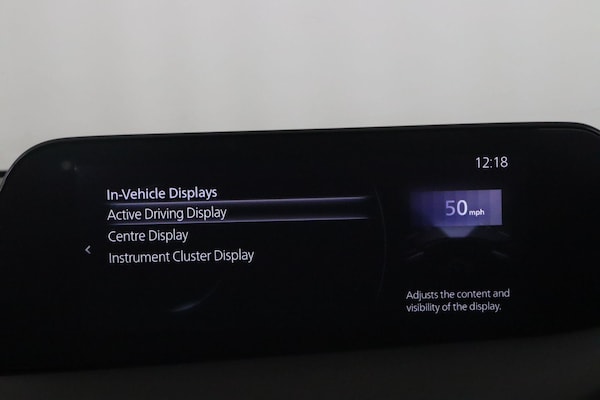 12:18
In-Vehicle Displays
Active Driving Display
50 mph
Centre Display
Instrument Cluster Display
Adjusts the content and
visibility of the display.